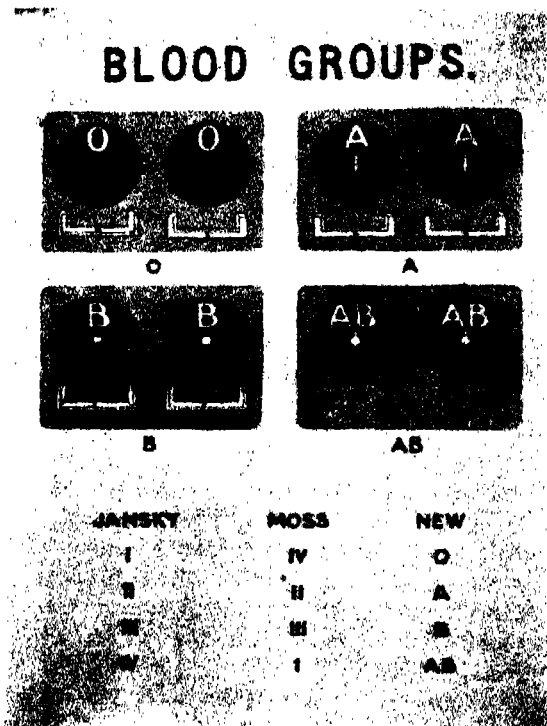 BLOOD GROUPS.
O O
A A
O
A
B B
AB AB
B
AB
JANSKY MOSS NEW
I IV O
II II A
III III B
IV I AB